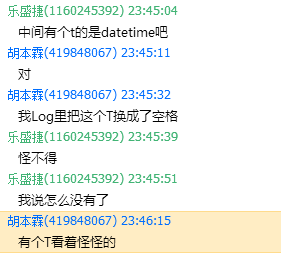 乐盛捷(1160245392) 23:45:04
中间有个t的是datetime吧
胡本霖(419848067) 23:45:11
对
胡本霖(419848067) 23:45:32
我Log里把这个T换成了空格
乐盛捷(1160245392) 23:45:39
怪不得
乐盛捷(1160245392) 23:45:51
我说怎么没有了
胡本霖(419848067) 23:46:15
有个T看着怪怪的